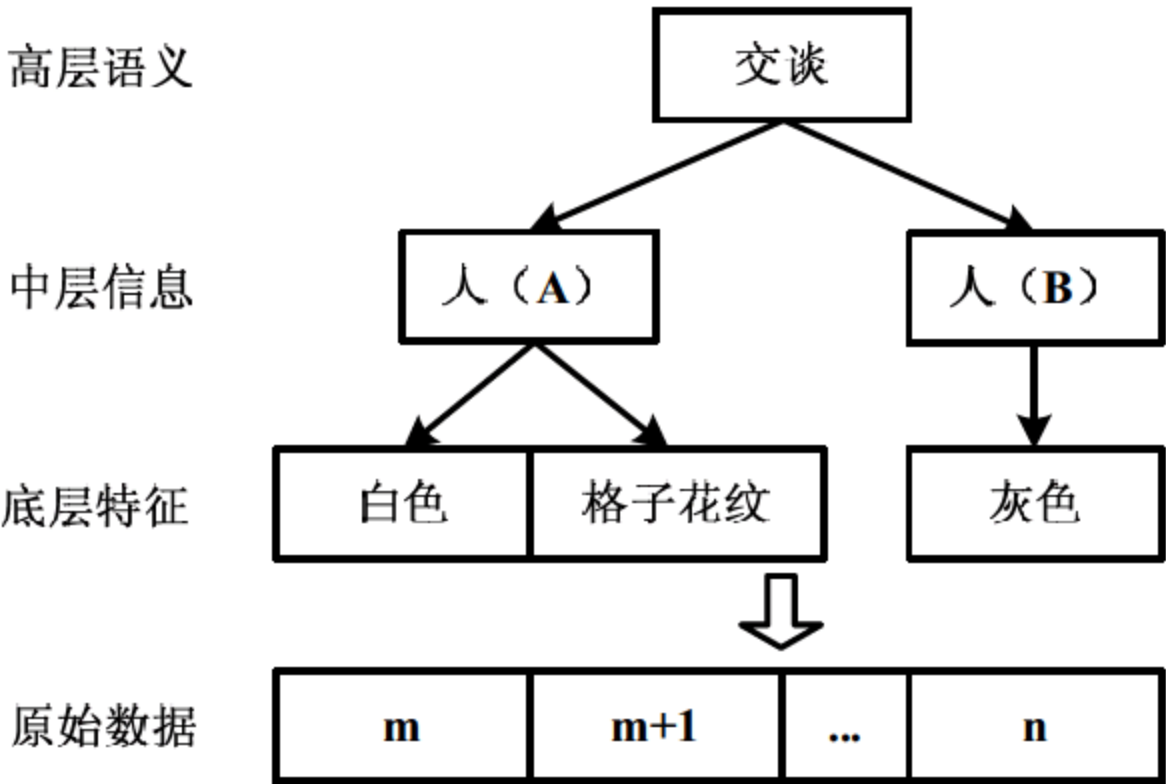 高层语义 交谈
中层信息 人（A） 人（B）
底层特征 白色 格子花纹 灰色
原始数据 m m+1 ... n